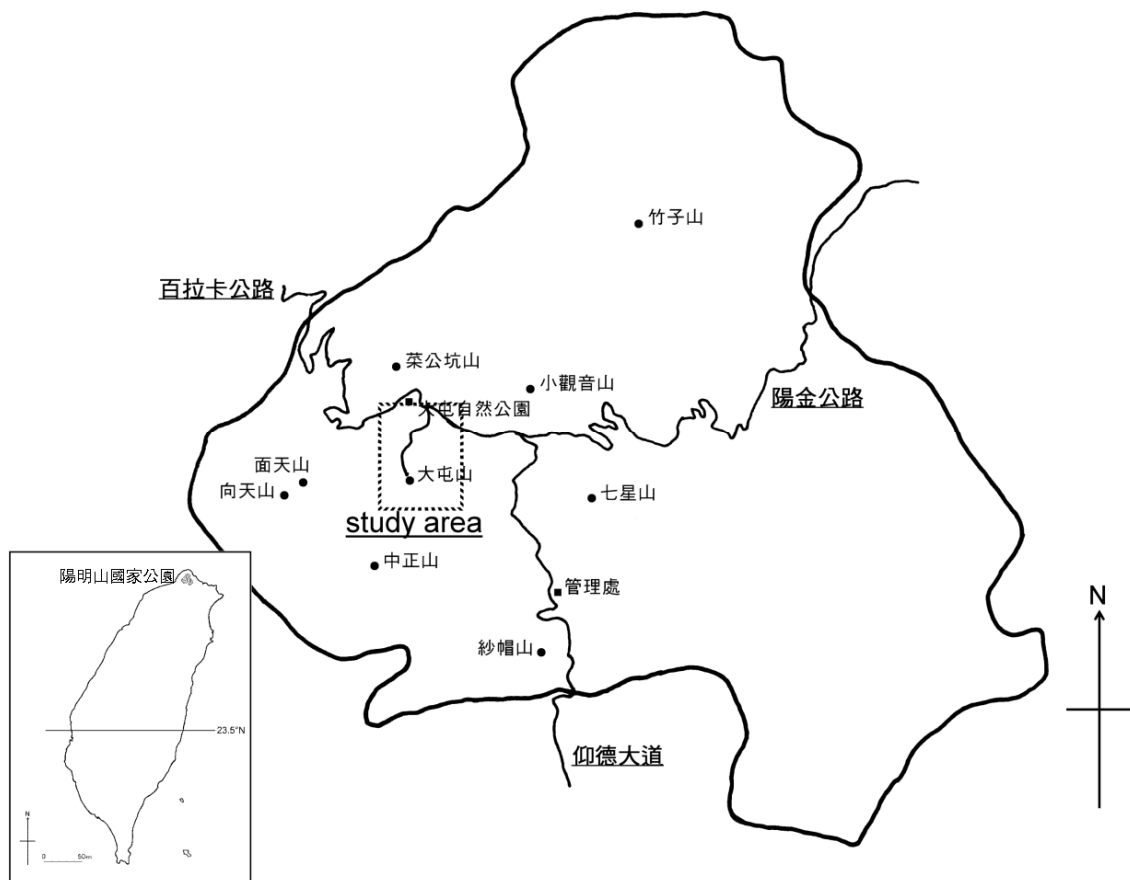 竹子山
百拉卡公路
菜公坑山
小觀音山
大屯自然公園
陽金公路
面天山
向天山
大屯山
七星山
study area
中正山
管理處
紗帽山
仰德大道
N
陽明山國家公園
23.5°N
N
0